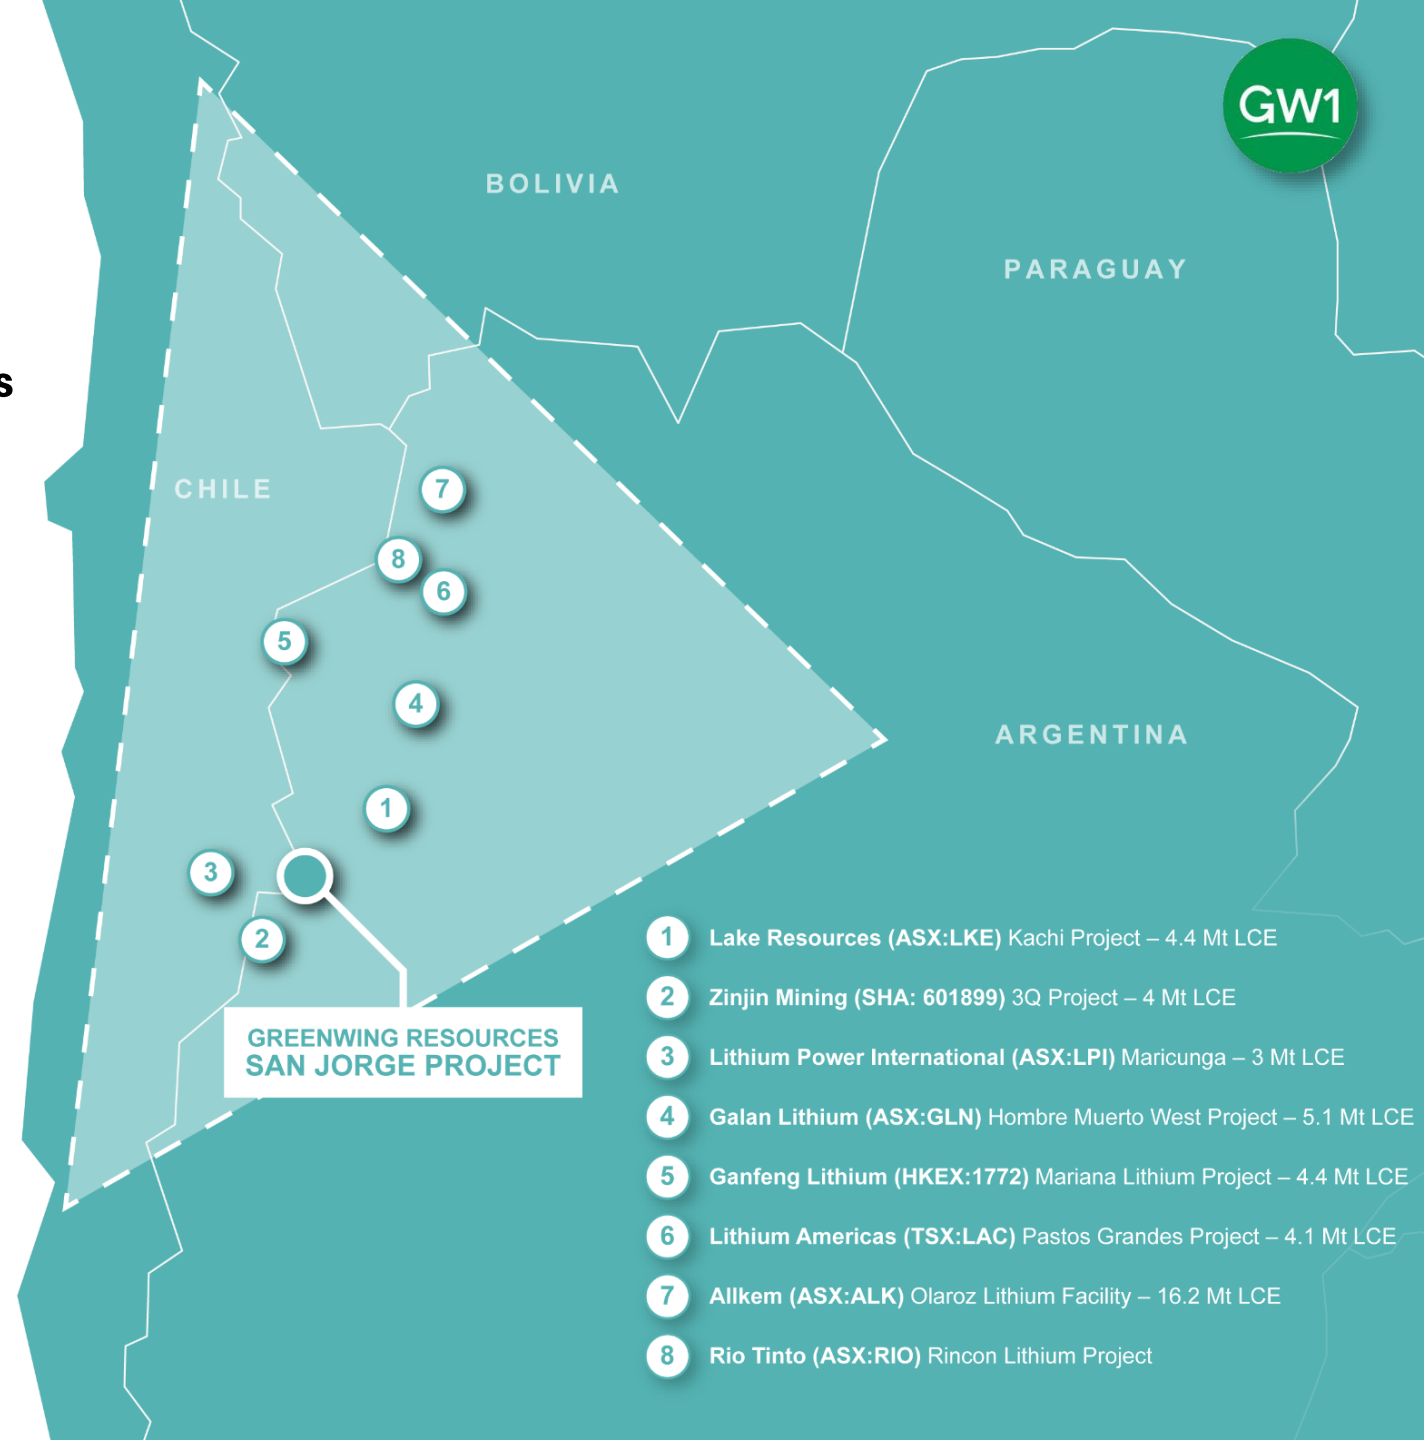 GW1
BOLIVIA
PARAGUAY
s
CHILE
7
8
6
5
4
ARGENTINA
1
3
2
GREENWING RESOURCES
SAN JORGE PROJECT
1 Lake Resources (ASX:LKE) Kachi Project – 4.4 Mt LCE
2 Zinjin Mining (SHA: 601899) 3Q Project – 4 Mt LCE
3 Lithium Power International (ASX:LPI) Maricunga – 3 Mt LCE
4 Galan Lithium (ASX:GLN) Hombre Muerto West Project – 5.1 Mt LCE
5 Ganfeng Lithium (HKEX:1772) Mariana Lithium Project – 4.4 Mt LCE
6 Lithium Americas (TSX:LAC) Pastos Grandes Project – 4.1 Mt LCE
7 Allkem (ASX:ALK) Olaroz Lithium Facility – 16.2 Mt LCE
8 Rio Tinto (ASX:RIO) Rincon Lithium Project